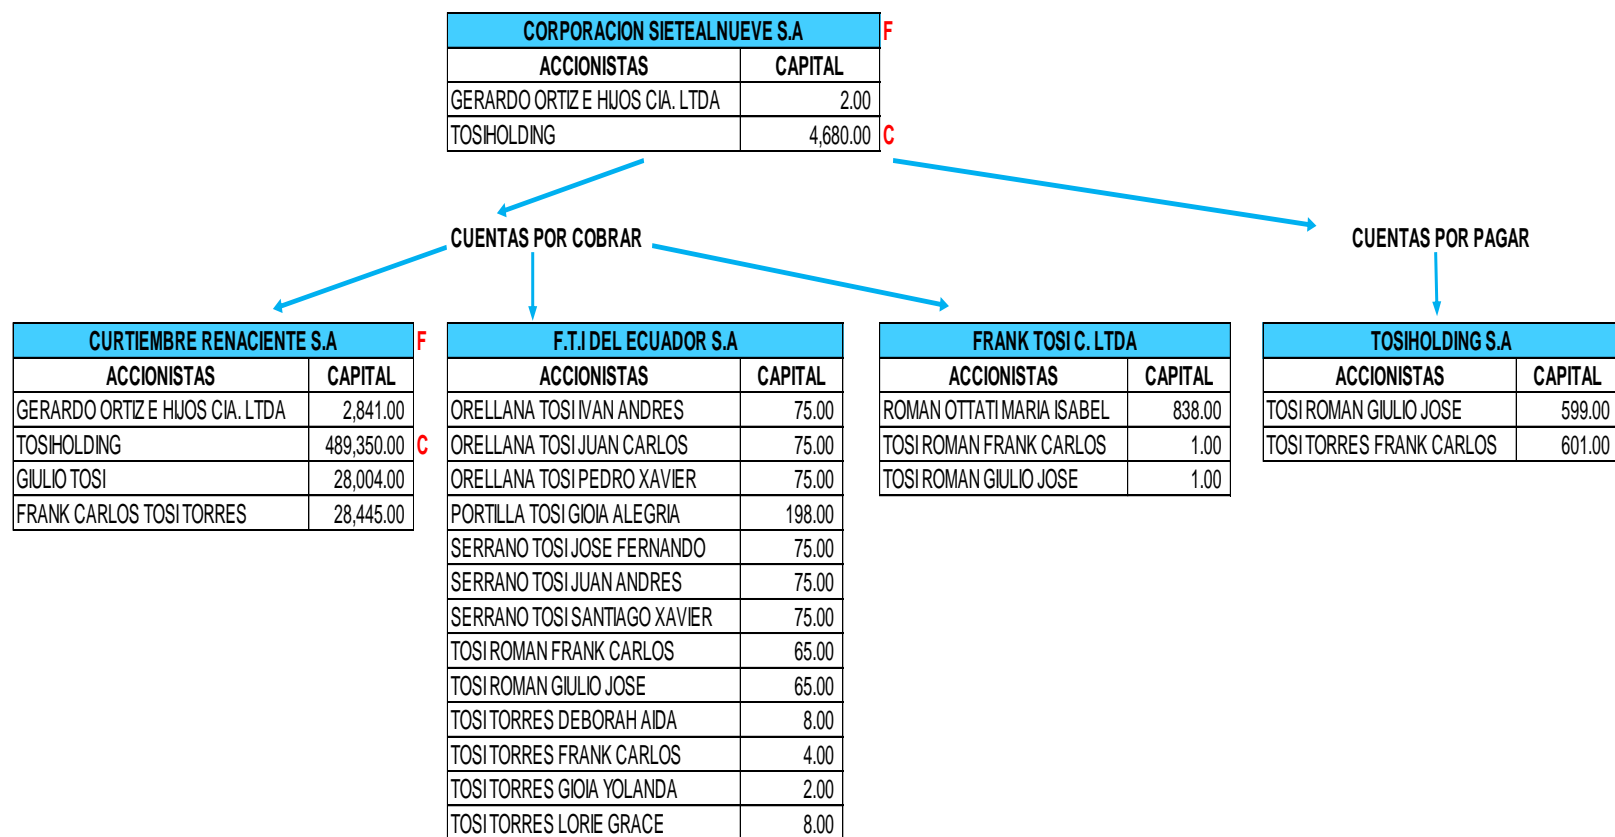 CORPORACION SIETEALNUEVE S.A F
ACCIONISTAS CAPITAL
GERARDO ORTIZ E HIJOS CIA. LTDA 2.00
TOSIHOLDING 4,680.00 C
CUENTAS POR COBRAR CUENTAS POR PAGAR
CURTIEMBRE RENACIENTE S.A F
ACCIONISTAS CAPITAL
GERARDO ORTIZ E HIJOS CIA. LTDA 2,841.00
TOSIHOLDING 489,350.00 C
GIULIO TOSI 28,004.00
FRANK CARLOS TOSI TORRES 28,445.00
F.T.I DEL ECUADOR S.A
ACCIONISTAS CAPITAL
ORELLANA TOSI IVAN ANDRES 75.00
ORELLANA TOSI JUAN CARLOS 75.00
ORELLANA TOSI PEDRO XAVIER 75.00
PORTILLA TOSI GIOIA ALEGRIA 198.00
SERRANO TOSI JOSE FERNANDO 75.00
SERRANO TOSI JUAN ANDRES 75.00
SERRANO TOSI SANTIAGO XAVIER 75.00
TOSI ROMAN FRANK CARLOS 65.00
TOSI ROMAN GIULIO JOSE 65.00
TOSI TORRES DEBORAH AIDA 8.00
TOSI TORRES FRANK CARLOS 4.00
TOSI TORRES GIOIA YOLANDA 2.00
TOSI TORRES LORIE GRACE 8.00
FRANK TOSI C. LTDA
ACCIONISTAS CAPITAL
ROMAN OTTATI MARIA ISABEL 838.00
TOSI ROMAN FRANK CARLOS 1.00
TOSI ROMAN GIULIO JOSE 1.00
TOSIHOLDING S.A
ACCIONISTAS CAPITAL
TOSI ROMAN GIULIO JOSE 599.00
TOSI TORRES FRANK CARLOS 601.00